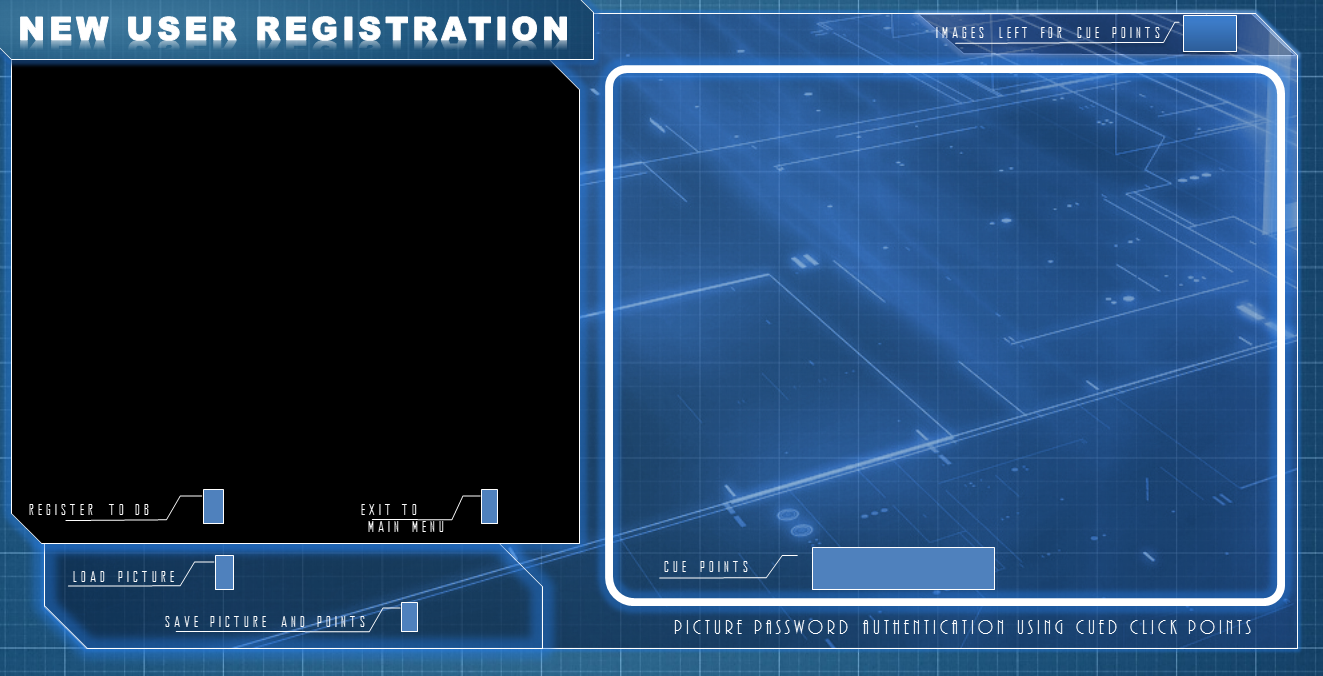 NEW USER REGISTRATION
IMAGES LEFT FOR CUE POINTS
REGISTER TO DB
EXIT TO
MAIN MENU
LOAD PICTURE
SAVE PICTURE AND POINTS
CUE POINTS
PICTURE PASSWORD AUTHENTICATION USING CUED CLICK POINTS